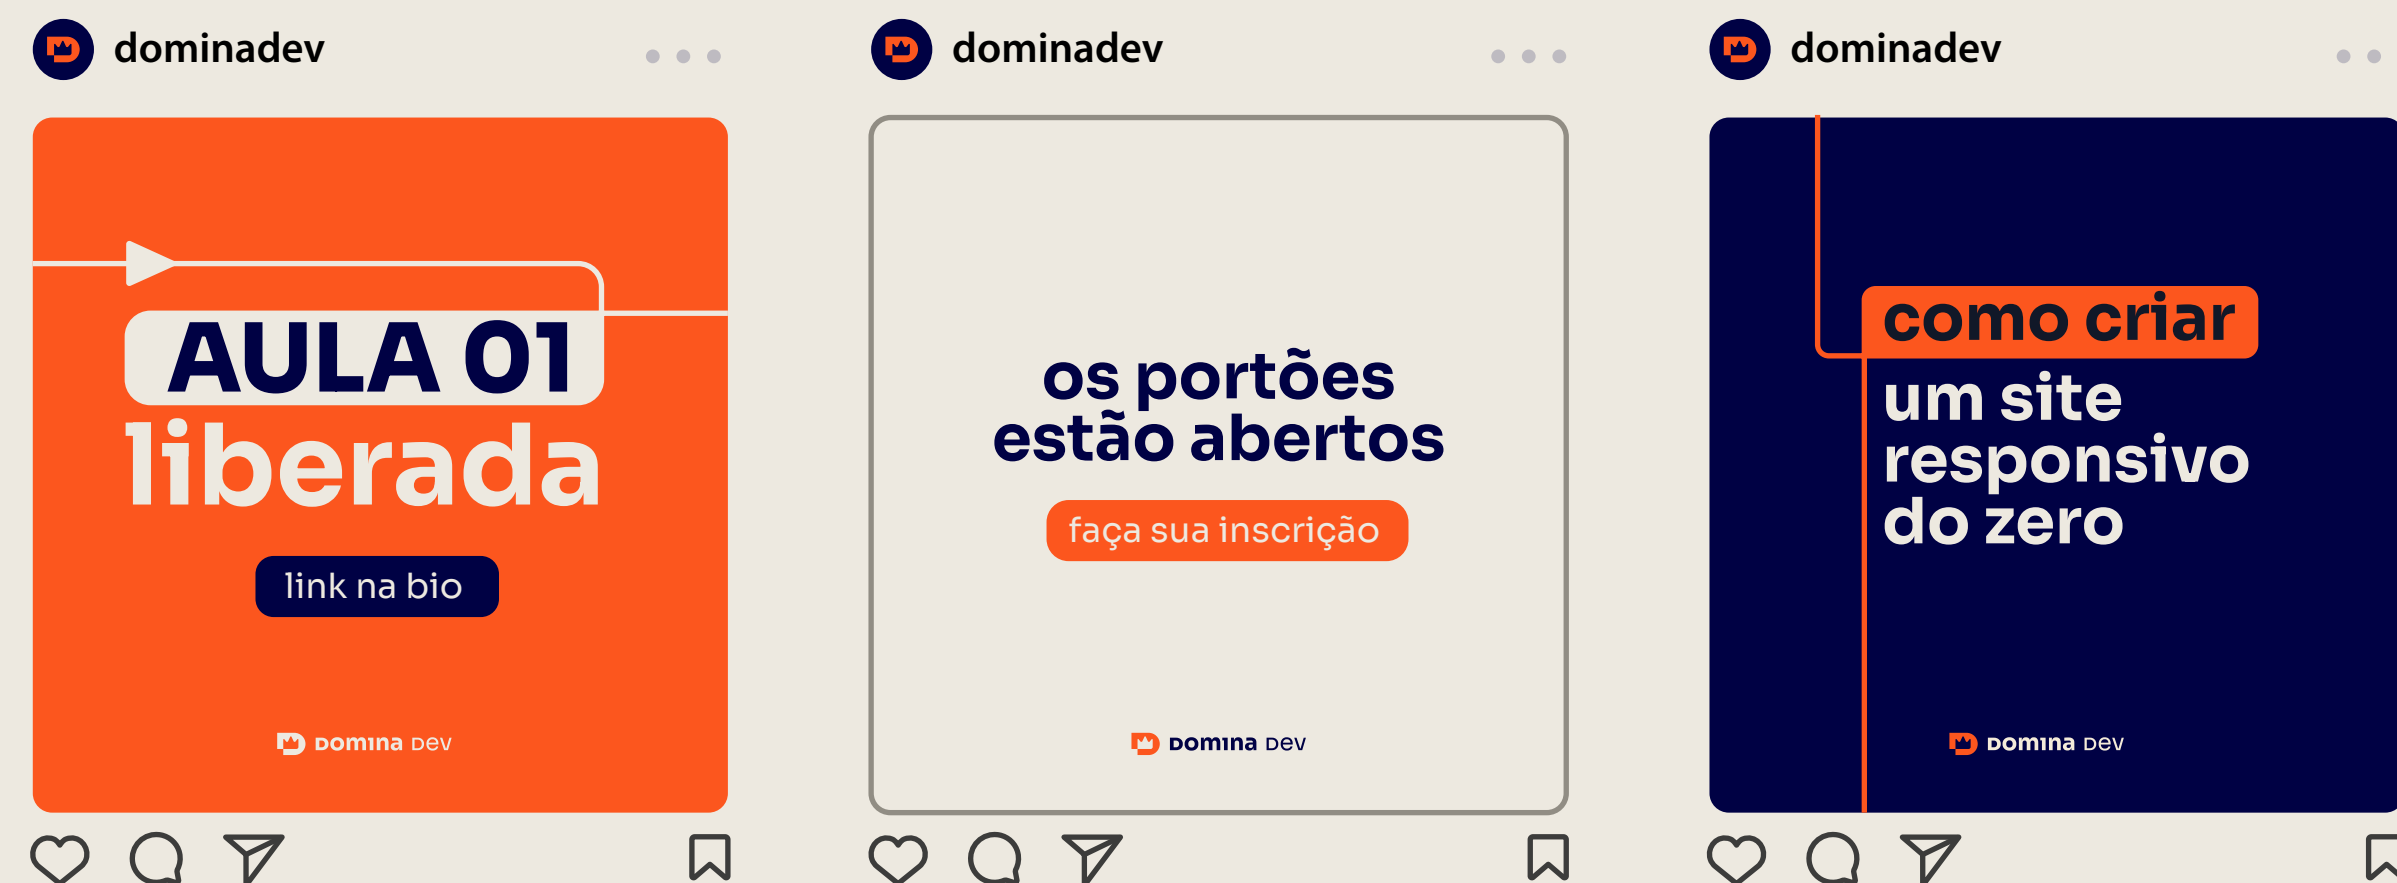 dominadev
AULA 01
liberada
link na bio
DOMINA DEV
dominadev
os portões
estão abertos
faça sua inscrição
DOMINA DEV
dominadev
como criar
um site
responsivo
do zero
DOMINA DEV